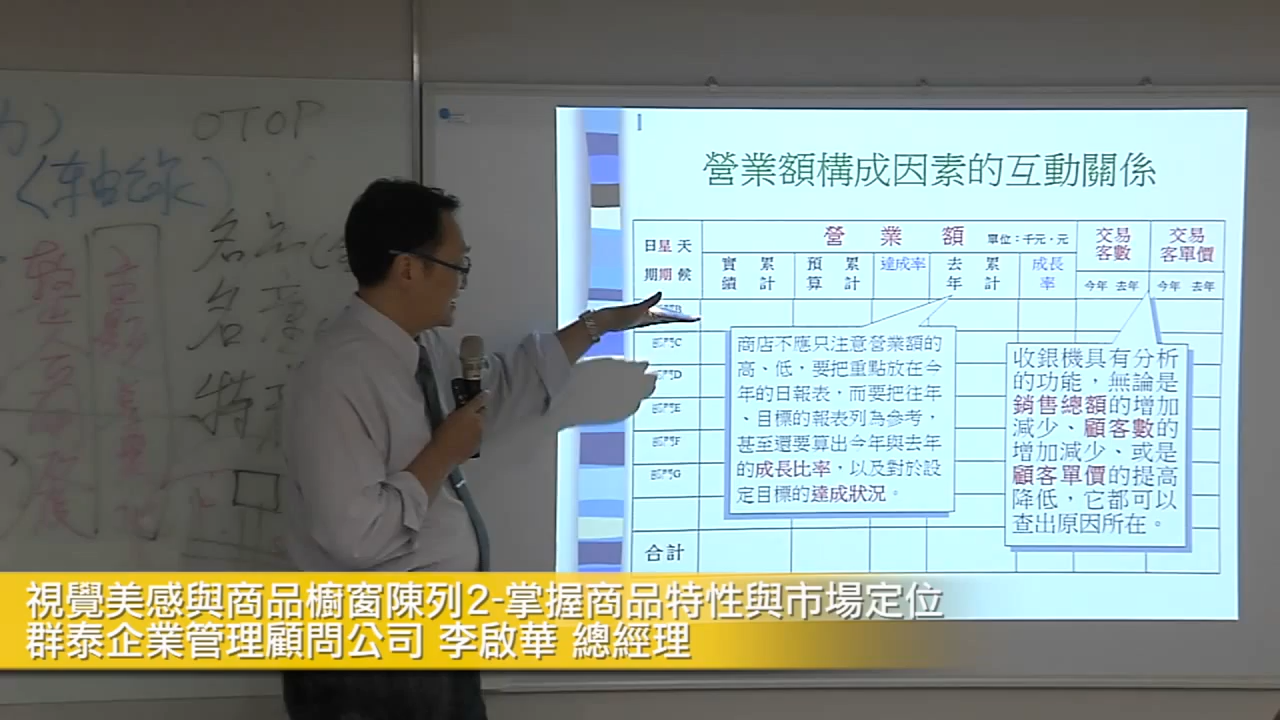 OTOP
營業額構成因素的互動關係
日星天
期期候
營業額 單位:千元.元
實績 累計
預算 累計
達成率
去年 累計
成長率
交易客數
今年 去年
交易客單價
今年 去年
商店不應只注意營業額的
高、低,要把重點放在今
年的日報表,而要把往年
、目標的報表列為參考,
甚至還要算出今年與去年
的成長比率,以及對於設
定目標的達成狀況。
收銀機具有分析
的功能,無論是
銷售總額的增加
減少、顧客數的
增加減少、或是
顧客單價的提高
降低,它都可以
查出原因所在。
合計
視覺美感與商品櫥窗陳列2-掌握商品特性與市場定位
群泰企業管理顧問公司 李啟華 總經理